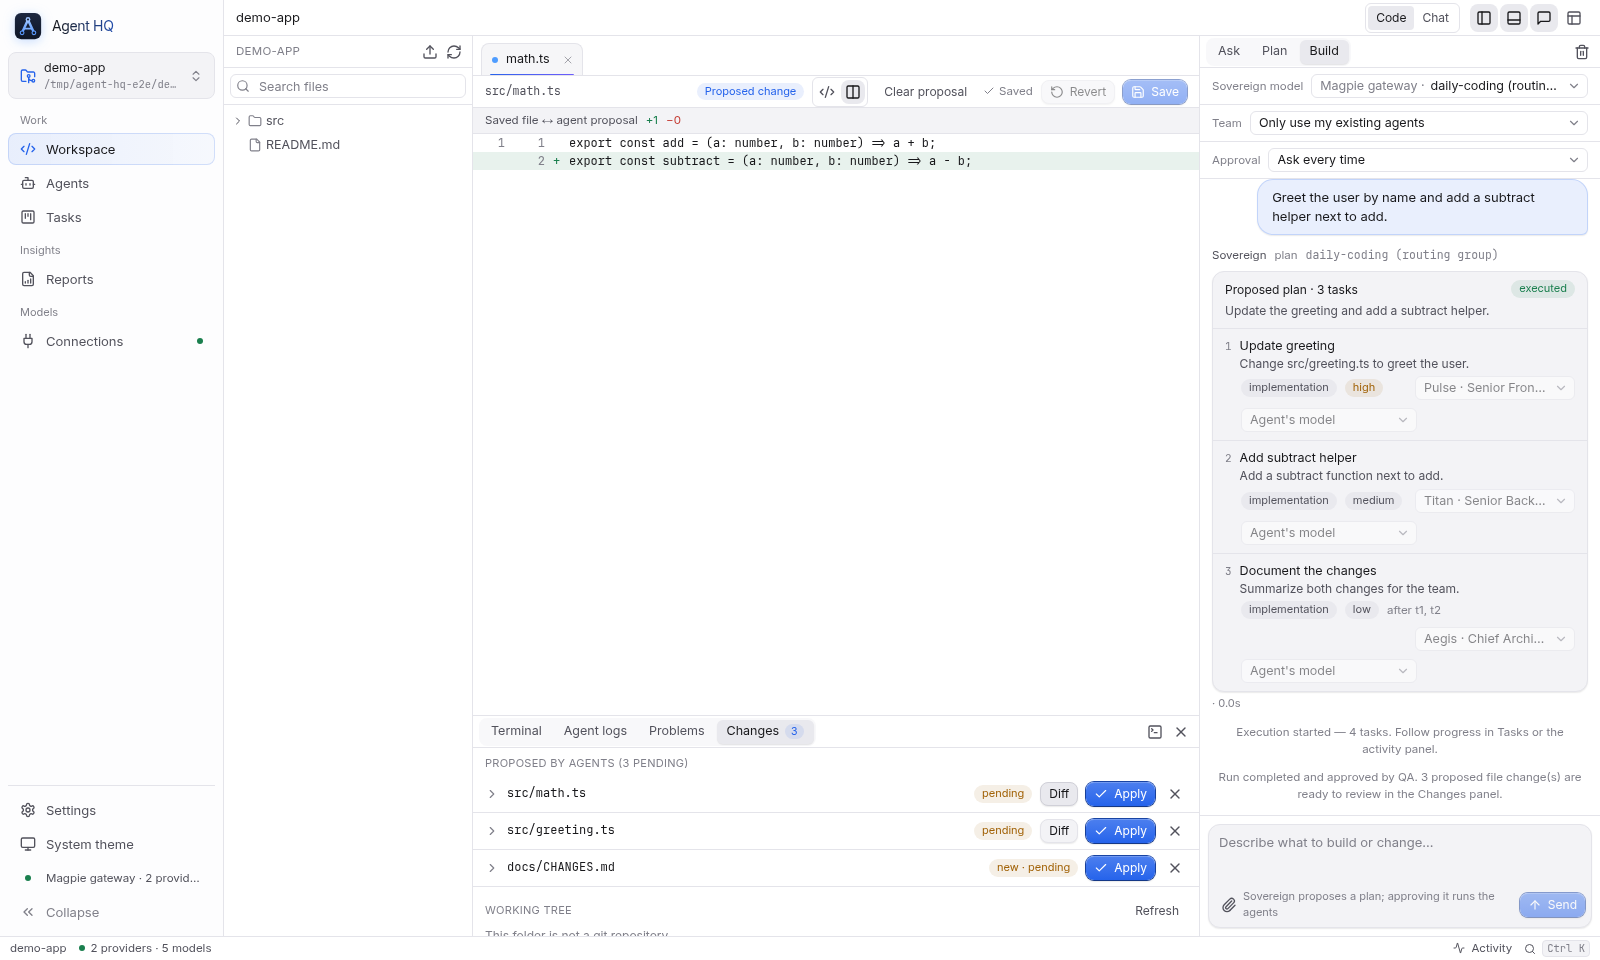 Agent HQ
demo-app
/tmp/agent-hq-e2e/de...
Work
Workspace
Agents
Tasks
Insights
Reports
Models
Connections
Settings
System theme
Magpie gateway · 2 provid...
Collapse
demo-app
Code
Chat
DEMO-APP
Search files
src
README.md
math.ts
src/math.ts
Proposed change
Clear proposal
Saved
Revert
Save
Saved file ↔ agent proposal +1 −0
1 1 export const add = (a: number, b: number) => a + b;
2 + export const subtract = (a: number, b: number) => a - b;
Terminal
Agent logs
Problems
Changes 3
PROPOSED BY AGENTS (3 PENDING)
src/math.ts
pending
Diff
Apply
src/greeting.ts
pending
Diff
Apply
docs/CHANGES.md
new · pending
Apply
WORKING TREE
Refresh
This folder is not a git repository
Ask
Plan
Build
Sovereign model
Magpie gateway · daily-coding (routin...
Team
Only use my existing agents
Approval
Ask every time
Greet the user by name and add a subtract
helper next to add.
Sovereign plan daily-coding (routing group)
Proposed plan · 3 tasks
executed
Update the greeting and add a subtract helper.
1 Update greeting
Change src/greeting.ts to greet the user.
implementation
high
Pulse · Senior Fron...
Agent's model
2 Add subtract helper
Add a subtract function next to add.
implementation
medium
Titan · Senior Back...
Agent's model
3 Document the changes
Summarize both changes for the team.
implementation
low
after t1, t2
Aegis · Chief Archi...
Agent's model
· 0.0s
Execution started — 4 tasks. Follow progress in Tasks or the
activity panel.
Run completed and approved by QA. 3 proposed file change(s) are
ready to review in the Changes panel.
Describe what to build or change...
Sovereign proposes a plan; approving it runs the
agents
Send
demo-app
2 providers · 5 models
Activity
Ctrl K